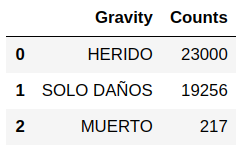 Gravity Counts
0 HERIDO 23000
1 SOLO DAÑOS 19256
2 MUERTO 217